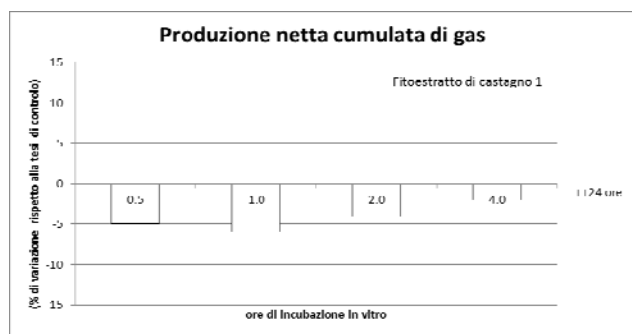 Produzione netta cumulata di gas
Fitoestratto di castagno 1
(% di variazione rispetto alla tesi di controllo)
15
10
5
0
-5
-10
15
0.5
1.0
2.0
4.0
24 ore
ore di incubazione in vitro